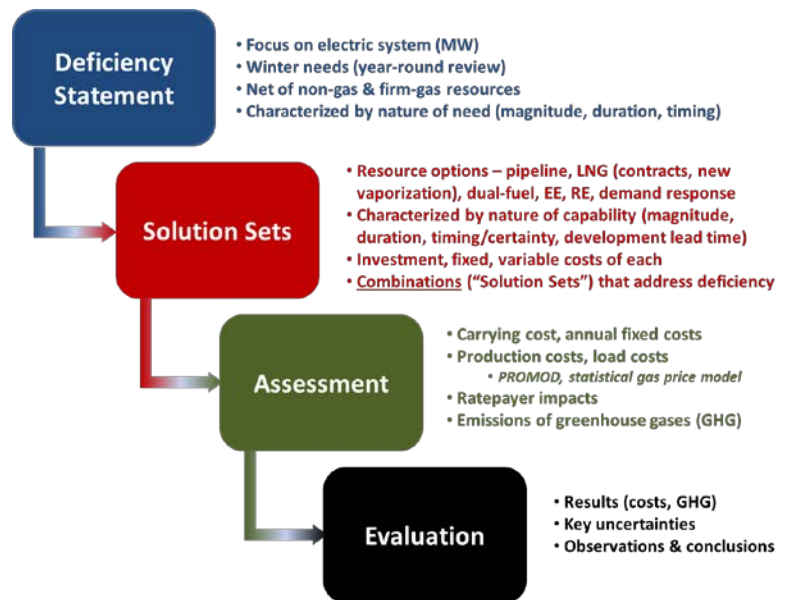 Deficiency
Statement
• Focus on electric system (MW)
• Winter needs (year-round review)
• Net of non-gas & firm-gas resources
• Characterized by nature of need (magnitude, duration, timing)
Solution Sets
• Resource options – pipeline, LNG (contracts, new
vaporization), dual-fuel, EE, RE, demand response
• Characterized by nature of capability (magnitude,
duration, timing/certainty, development lead time)
• Investment, fixed, variable costs of each
• Combinations (“Solution Sets”) that address deficiency
Assessment
• Carrying cost, annual fixed costs
• Production costs, load costs
• PROMOD, statistical gas price model
• Ratepayer impacts
• Emissions of greenhouse gases (GHG)
Evaluation
• Results (costs, GHG)
• Key uncertainties
• Observations & conclusions